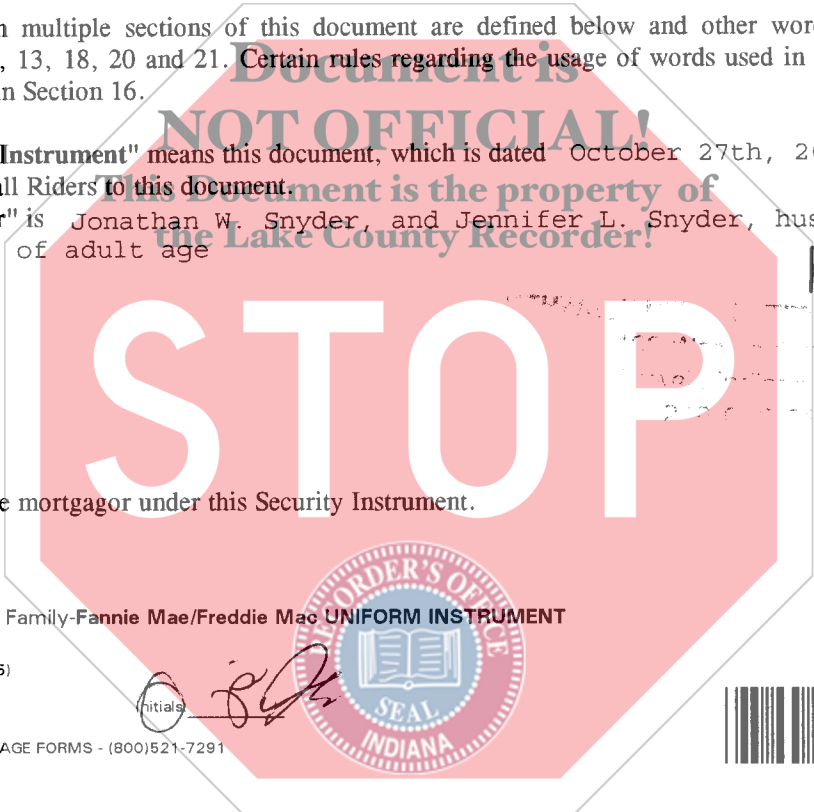 n multiple sections of this document are defined below and other wor
, 13, 18, 20 and 21. Certain rules regarding the usage of words used in
in Section 16.
Document is
NOT OFFICIAL!
Instrument" means this document, which is dated October 27th, 2
all Riders to this document.
This Document is the property of
r" is Jonathan W. Snyder, and Jennifer L. Snyder, hus
the Lake County Recorder!
of adult age
STOP
e mortgagor under this Security Instrument.
RECORDER'S OFFICE
Family-Fannie Mae/Freddie Mac UNIFORM INSTRUMENT
5)
nitials
SEAL
INDIANA
AGE FORMS - (800)521-7291